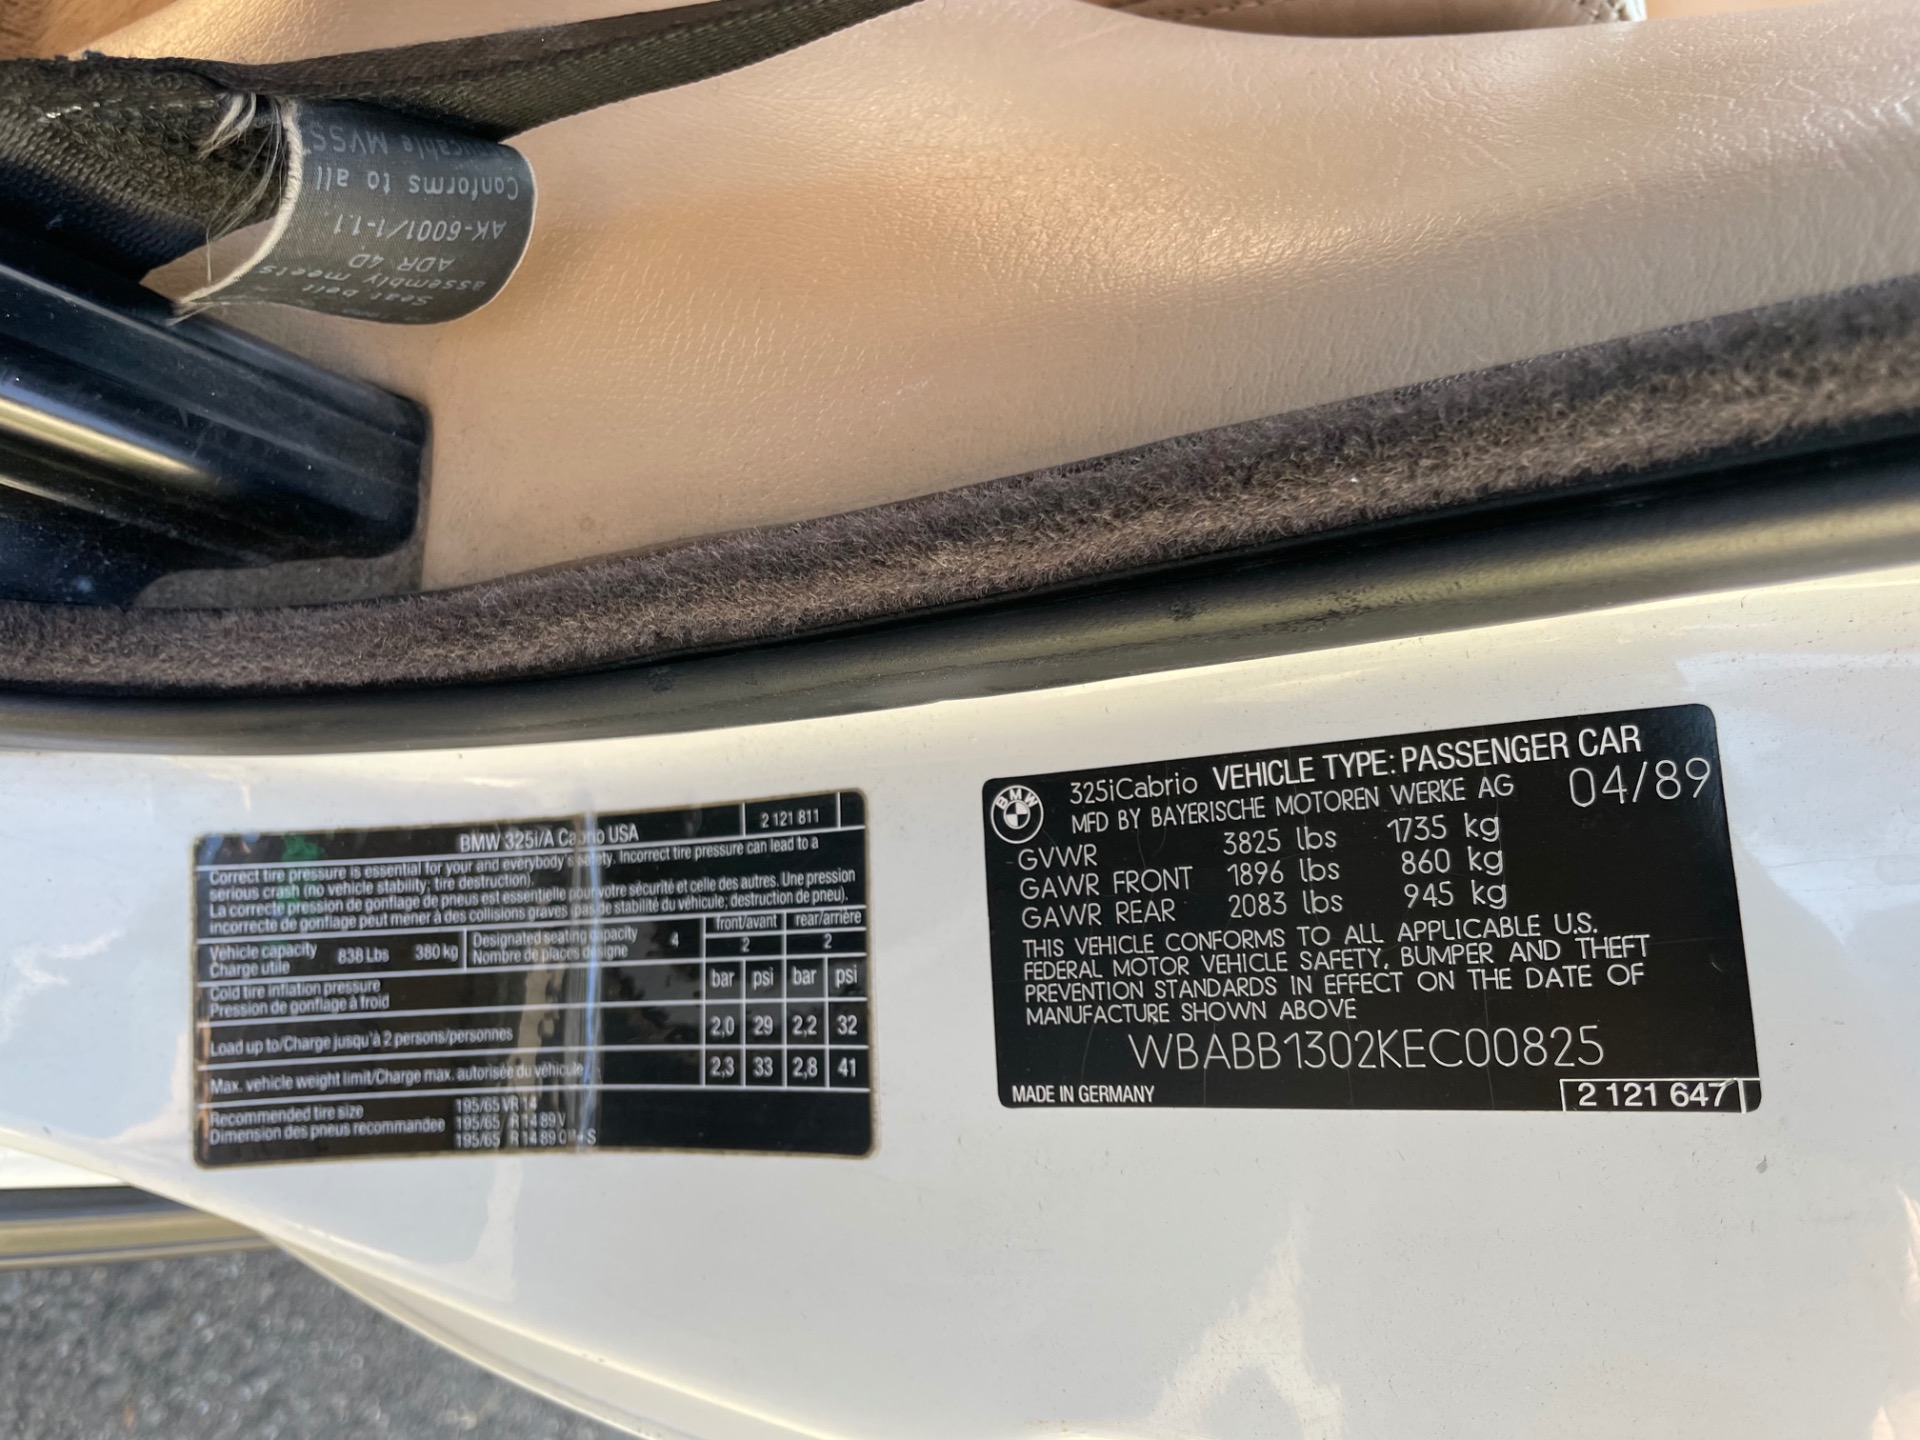 Seat belt
assembly meets
ADR 4D
AK-6001/1-1.1
Conforms to all
MVSS
BMW 325i/A Cabrio USA
2 121 811
Correct tire pressure is essential for your and everybody's safety. Incorrect tire pressure can lead to a
serious crash (no vehicle stability; tire destruction).
La correcte pression de gonflage de pneus est essentielle pour votre sécurité et celle des autres. Une pression
incorrecte de gonflage peut mener à des collisions graves (pas de stabilité du véhicule; destruction de pneu).
Vehicle capacity
Charge utile
838 Lbs 380 kg
Designated seating capacity
Nombre de places désigné
4
front/avant rear/arrière
2 2
Cold tire inflation pressure
Pression de gonflage à froid
bar psi bar psi
Load up to/Charge jusqu'à 2 persons/personnes 2,0 29 2,2 32
Max. vehicle weight limit/Charge max. autorisée du véhicule 2,3 33 2,8 41
Recommended tire size
Dimension des pneus recommandee
195/65 VR 14
195/65 R 14 89 V
195/65 R 14 89 Q M+S
BMW
325iCabrio VEHICLE TYPE: PASSENGER CAR
MFD BY BAYERISCHE MOTOREN WERKE AG 04/89
GVWR 3825 lbs 1735 kg
GAWR FRONT 1896 lbs 860 kg
GAWR REAR 2083 lbs 945 kg
THIS VEHICLE CONFORMS TO ALL APPLICABLE U.S.
FEDERAL MOTOR VEHICLE SAFETY, BUMPER AND THEFT
PREVENTION STANDARDS IN EFFECT ON THE DATE OF
MANUFACTURE SHOWN ABOVE
WBABB1302KEC00825
MADE IN GERMANY
2 121 647